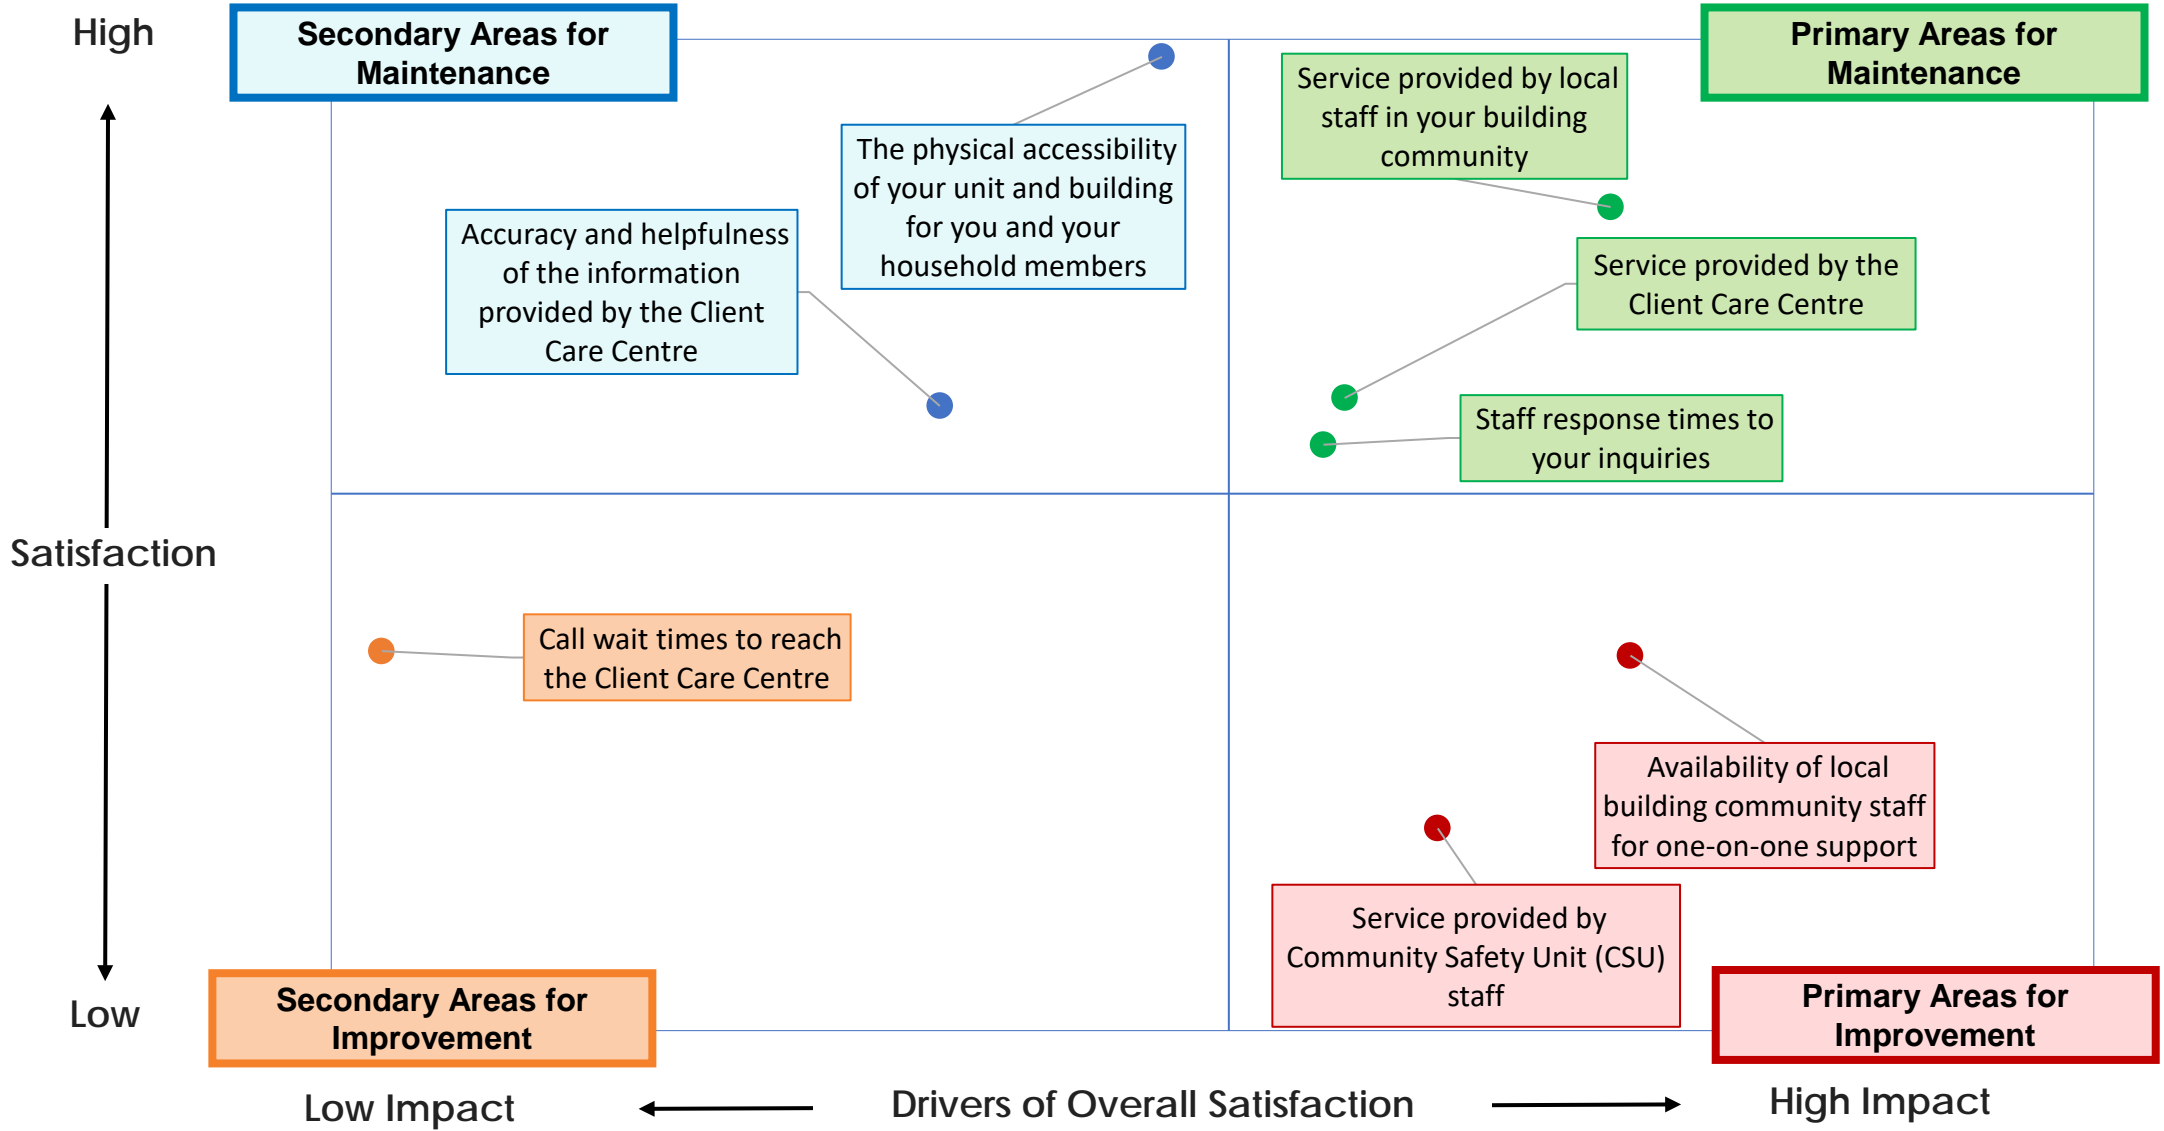 High
Secondary Areas for
Maintenance
Primary Areas for
Maintenance
Service provided by local
staff in your building
community
The physical accessibility
of your unit and building
for you and your
household members
Accuracy and helpfulness
of the information
provided by the Client
Care Centre
Service provided by the
Client Care Centre
Staff response times to
your inquiries
Satisfaction
Call wait times to reach
the Client Care Centre
Availability of local
building community staff
for one-on-one support
Service provided by
Community Safety Unit (CSU)
staff
Low
Secondary Areas for
Improvement
Primary Areas for
Improvement
Low Impact
Drivers of Overall Satisfaction
High Impact